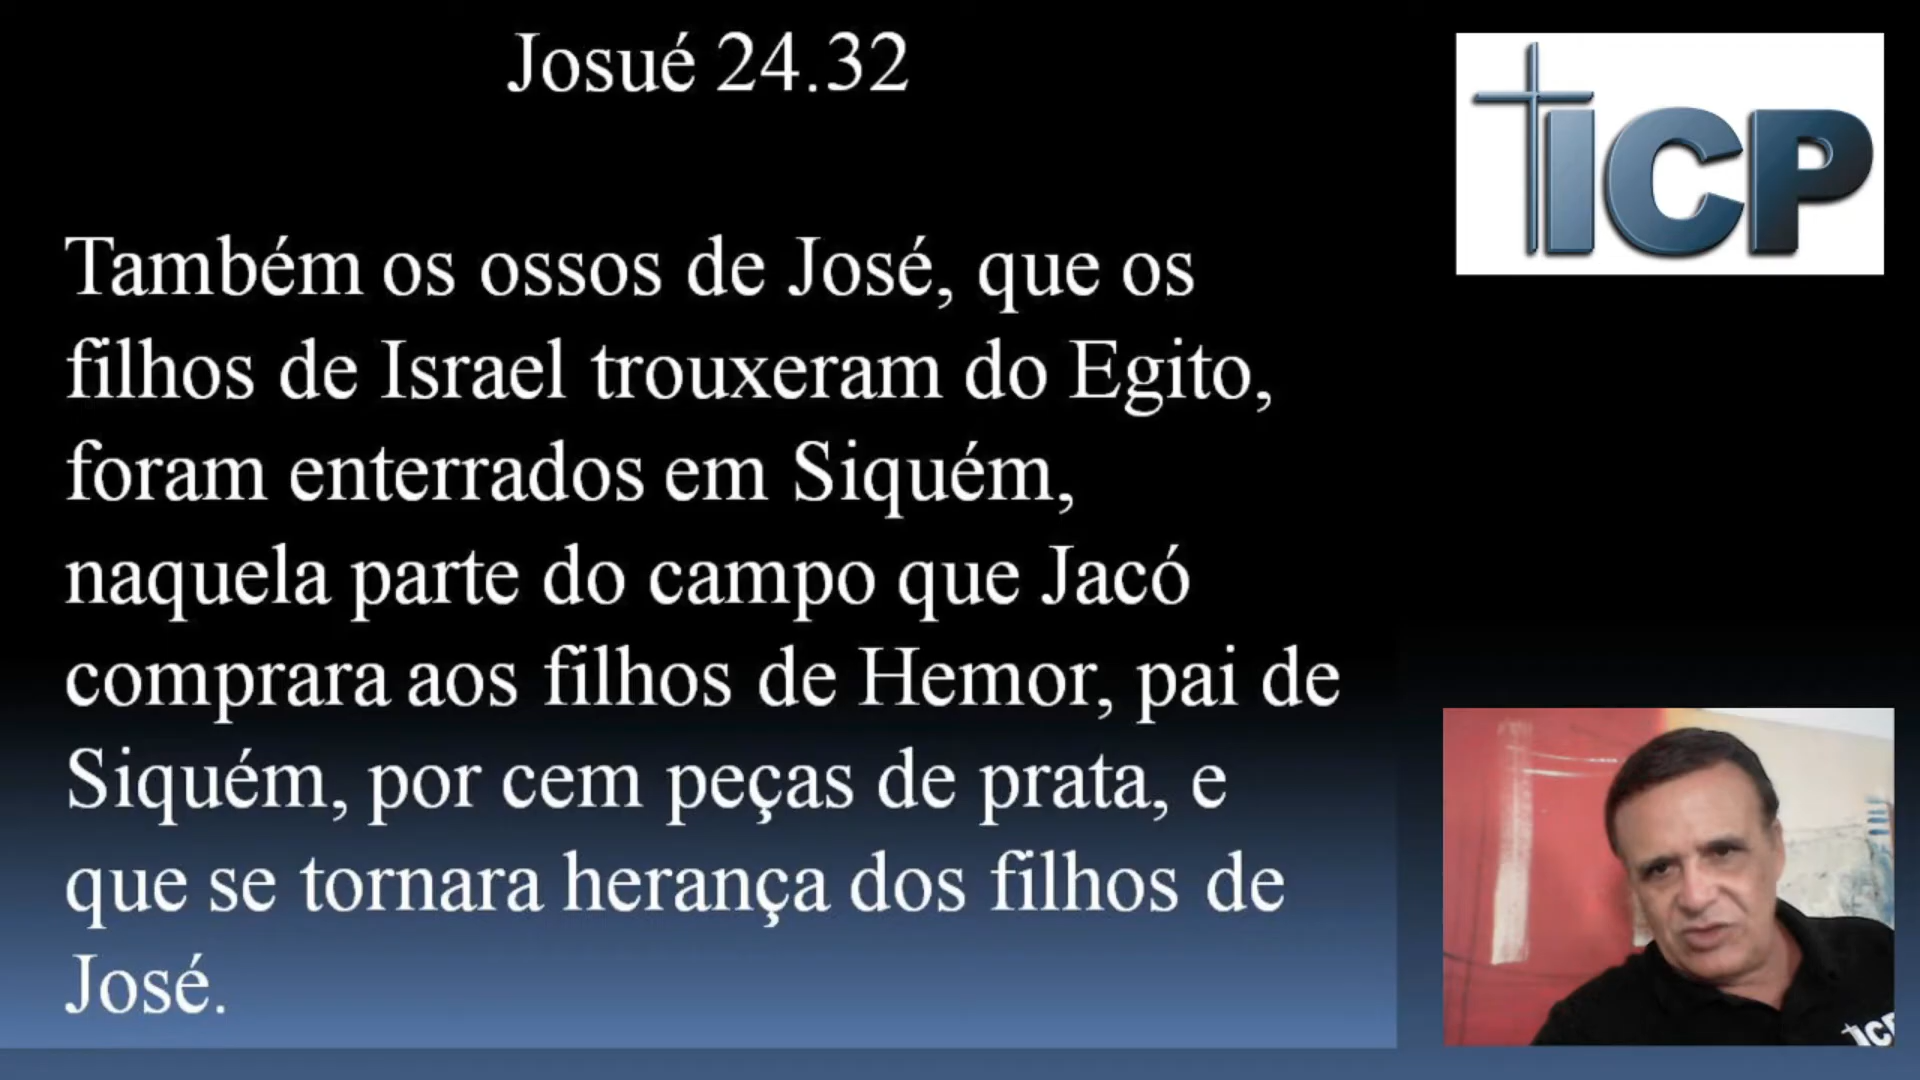 Josué 24.32
Também os ossos de José, que os
filhos de Israel trouxeram do Egito,
foram enterrados em Siquém,
naquela parte do campo que Jacó
comprara aos filhos de Hemor, pai de
Siquém, por cem peças de prata, e
que se tornara herança dos filhos de
José.
ICP
ICP